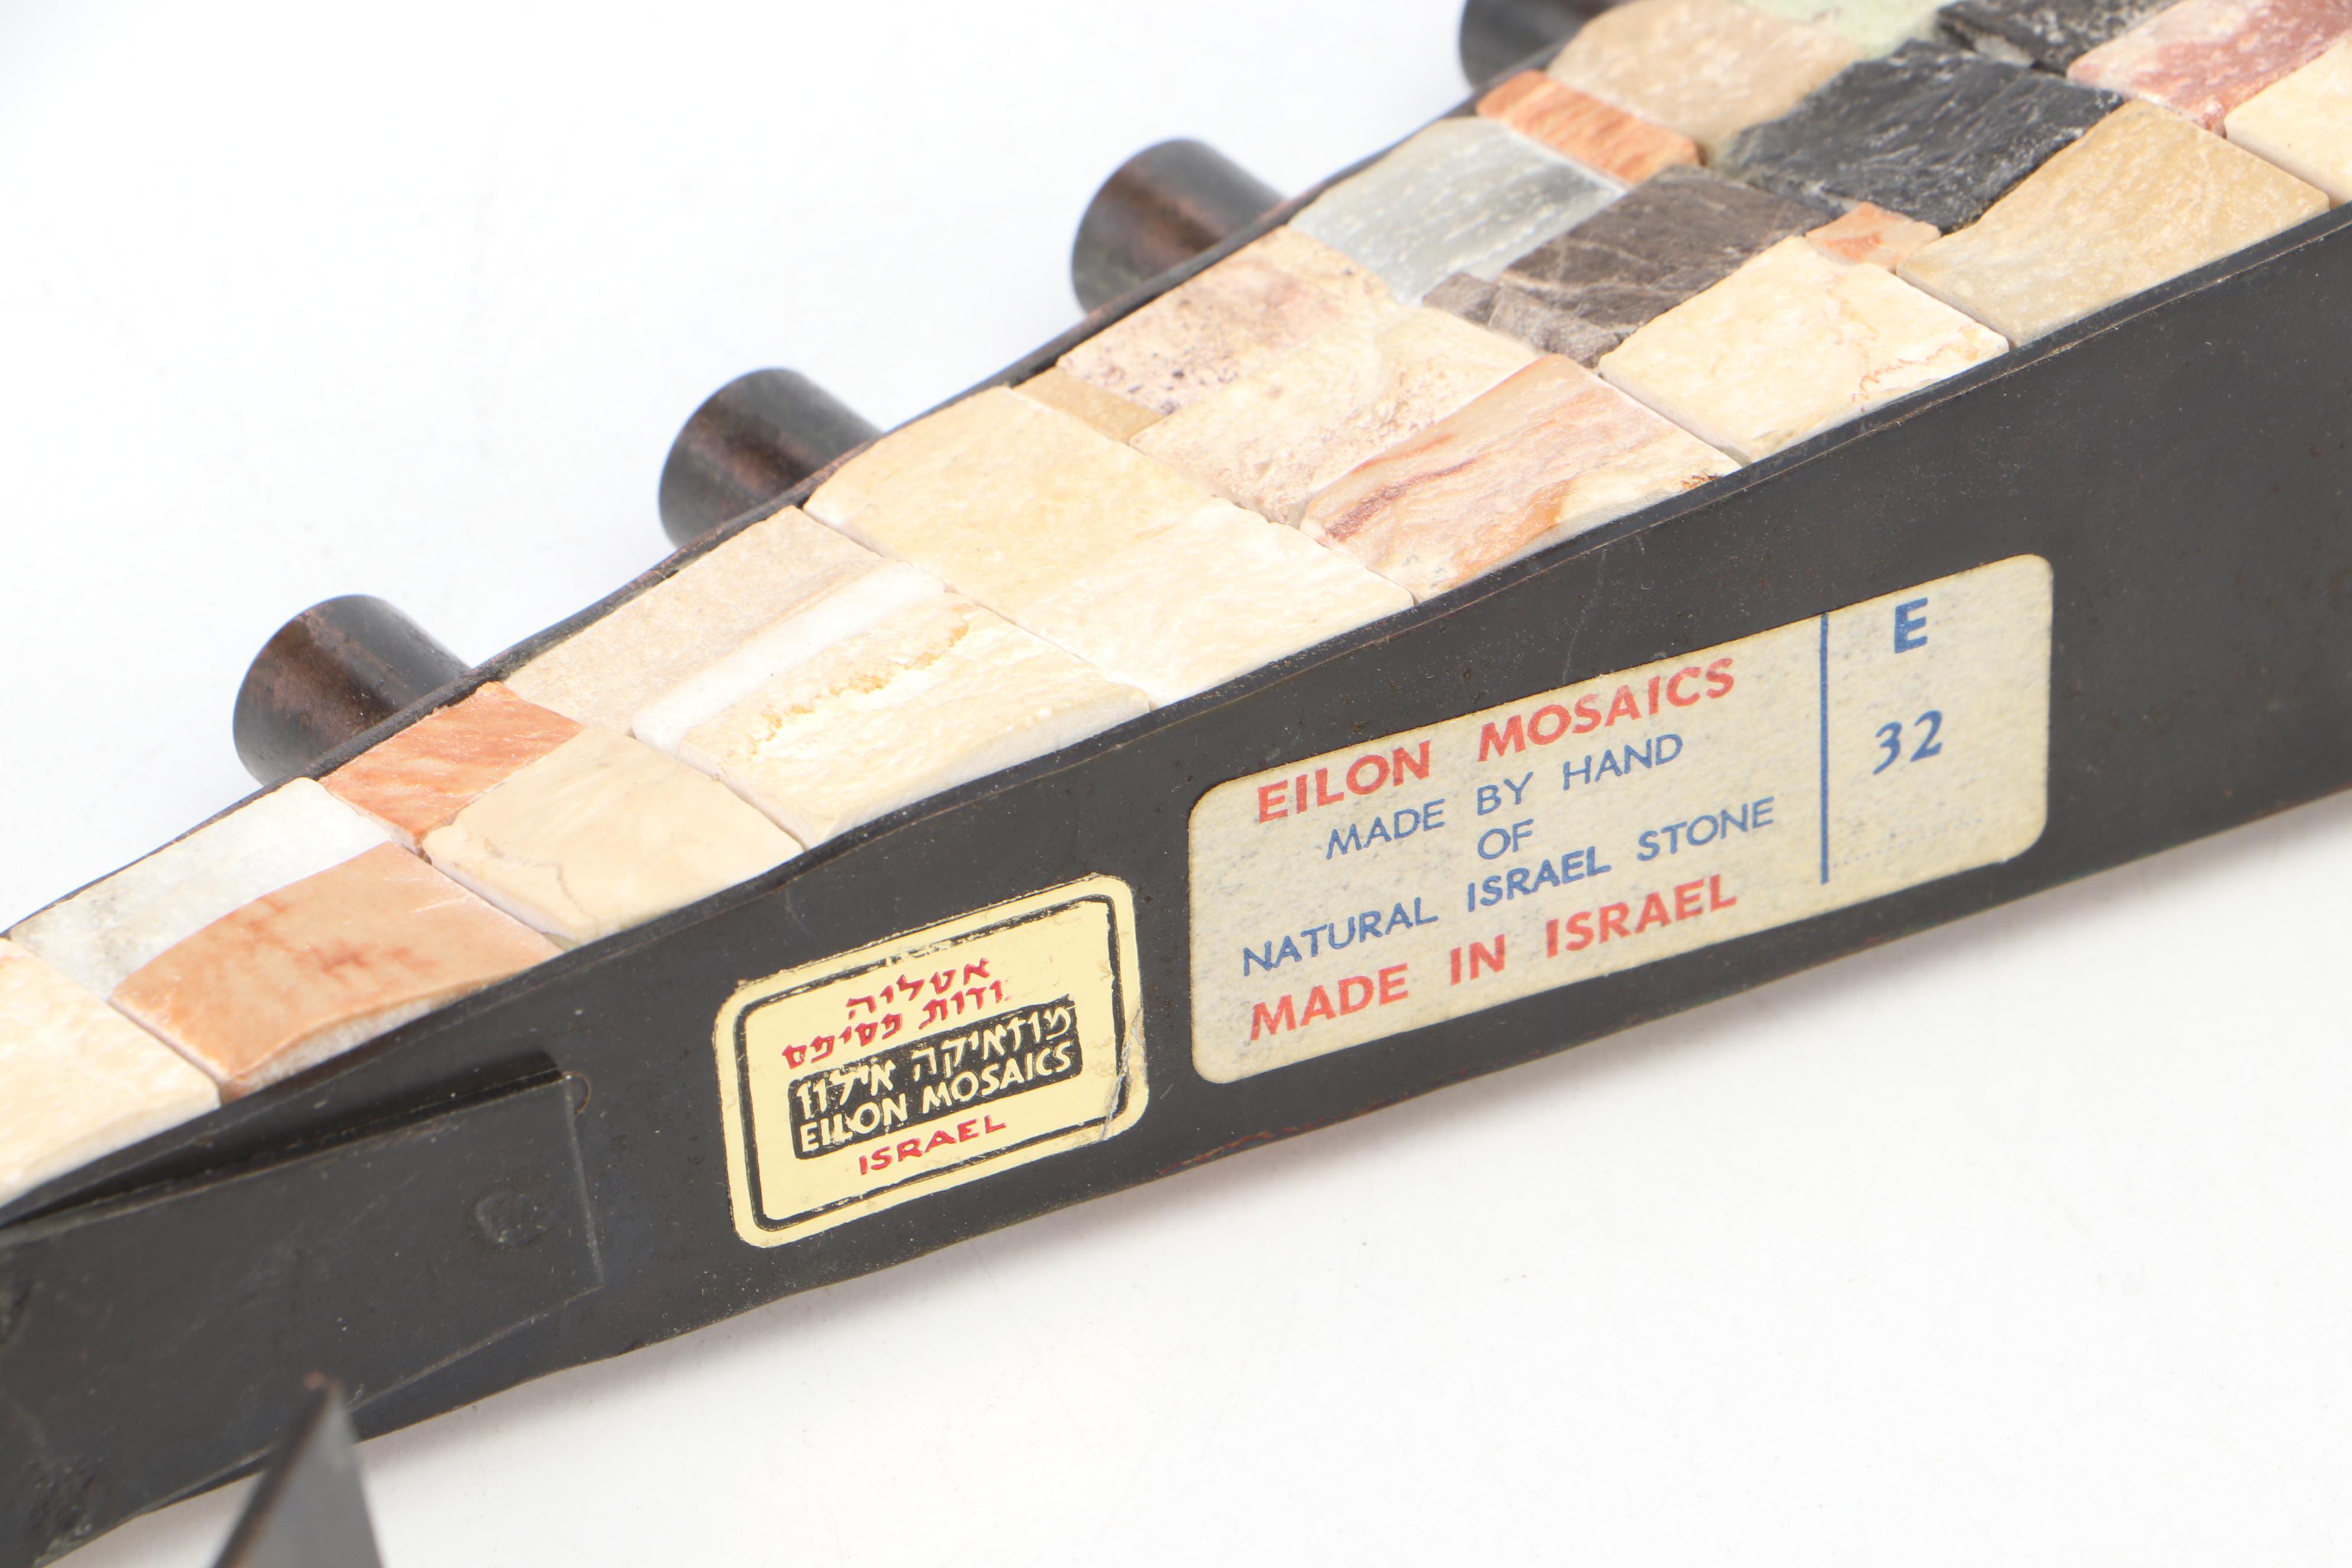 אטליה
פסיפס
מוזאיקה אילון
EILON MOSAICS
ISRAEL
EILON MOSAICS
MADE BY HAND
OF
NATURAL ISRAEL STONE
MADE IN ISRAEL
E
32